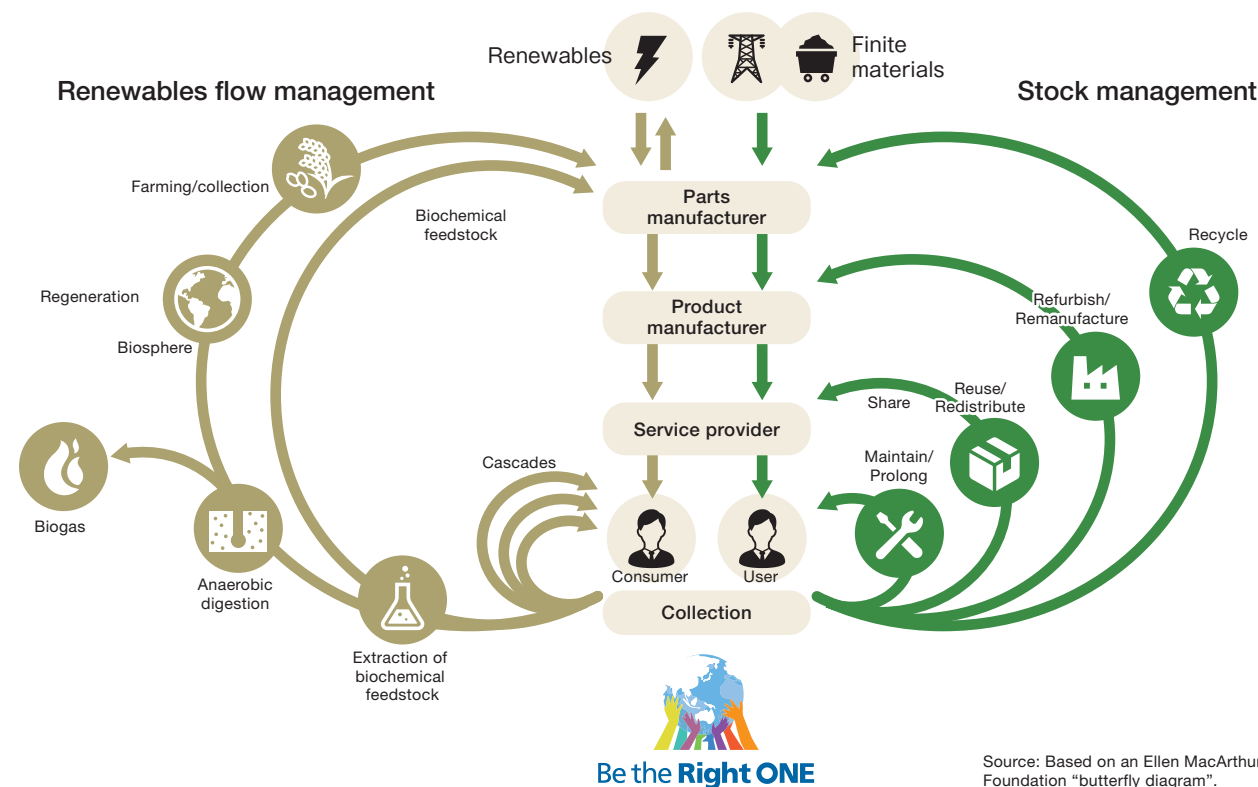 Renewables
Finite
materials
Renewables flow management
Stock management
Farming/collection
Biochemical
feedstock
Parts
manufacturer
Recycle
Regeneration
Biosphere
Product
manufacturer
Refurbish/
Remanufacture
Share
Reuse/
Redistribute
Service provider
Cascades
Maintain/
Prolong
Biogas
Anaerobic
digestion
Consumer
User
Collection
Extraction of
biochemical
feedstock
Be the Right ONE
Source: Based on an Ellen MacArthur
Foundation “butterfly diagram”.